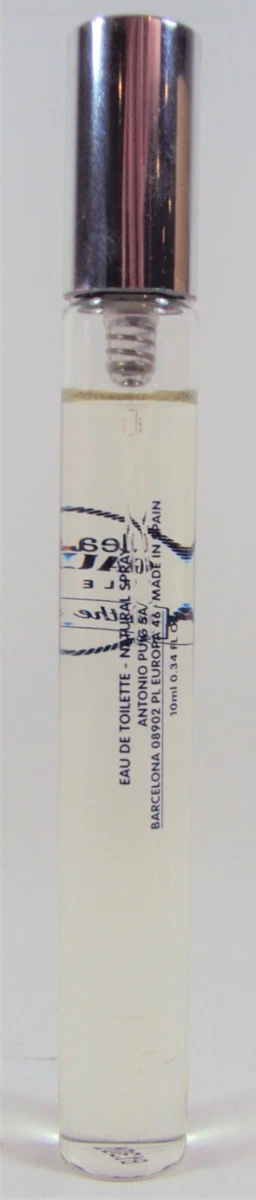 EAU DE TOILETTE - NATURAL SPRAY
ANTONIO PUIG SA
BARCELONA 08902 PL EUROPA 46 MADE IN SPAIN
10ml 0.34 FL
the